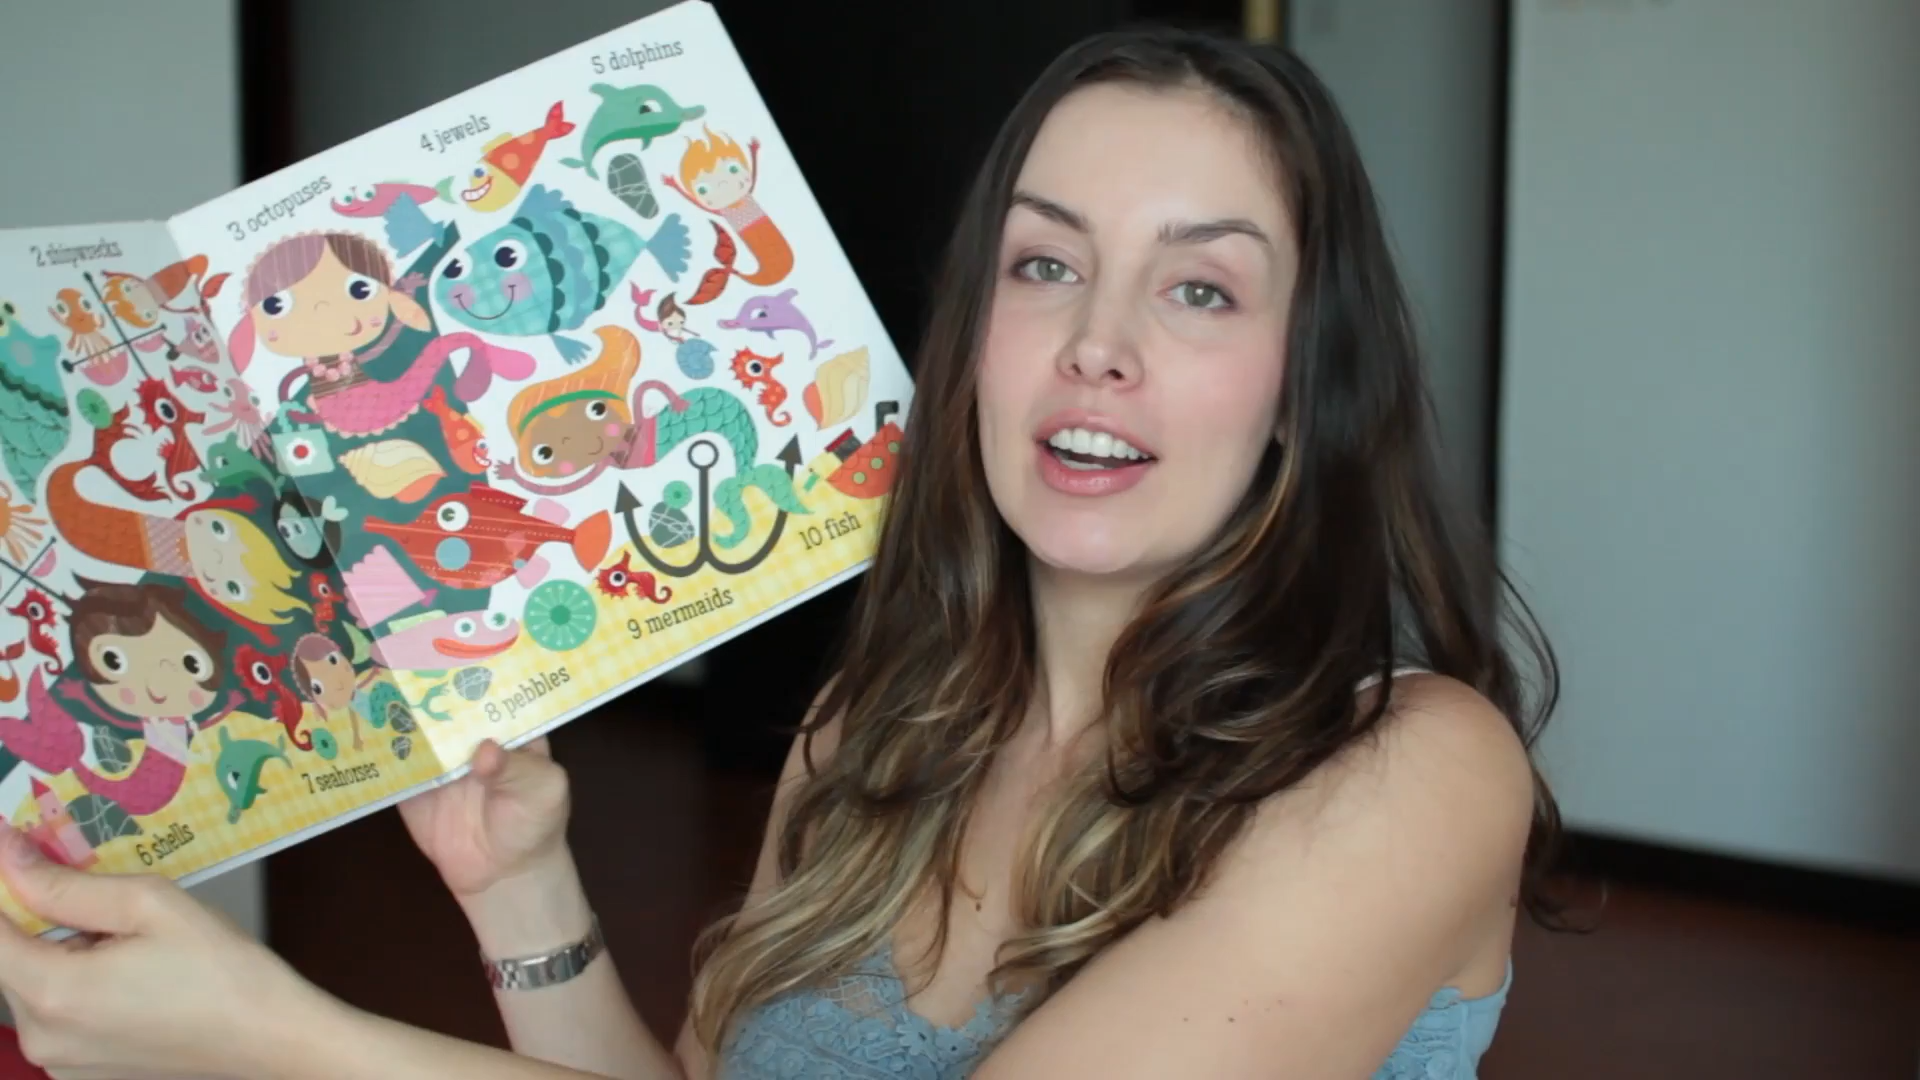 2 shipwrecks
3 octopuses
4 jewels
5 dolphins
6 shells
7 seahorses
8 pebbles
9 mermaids
10 fish